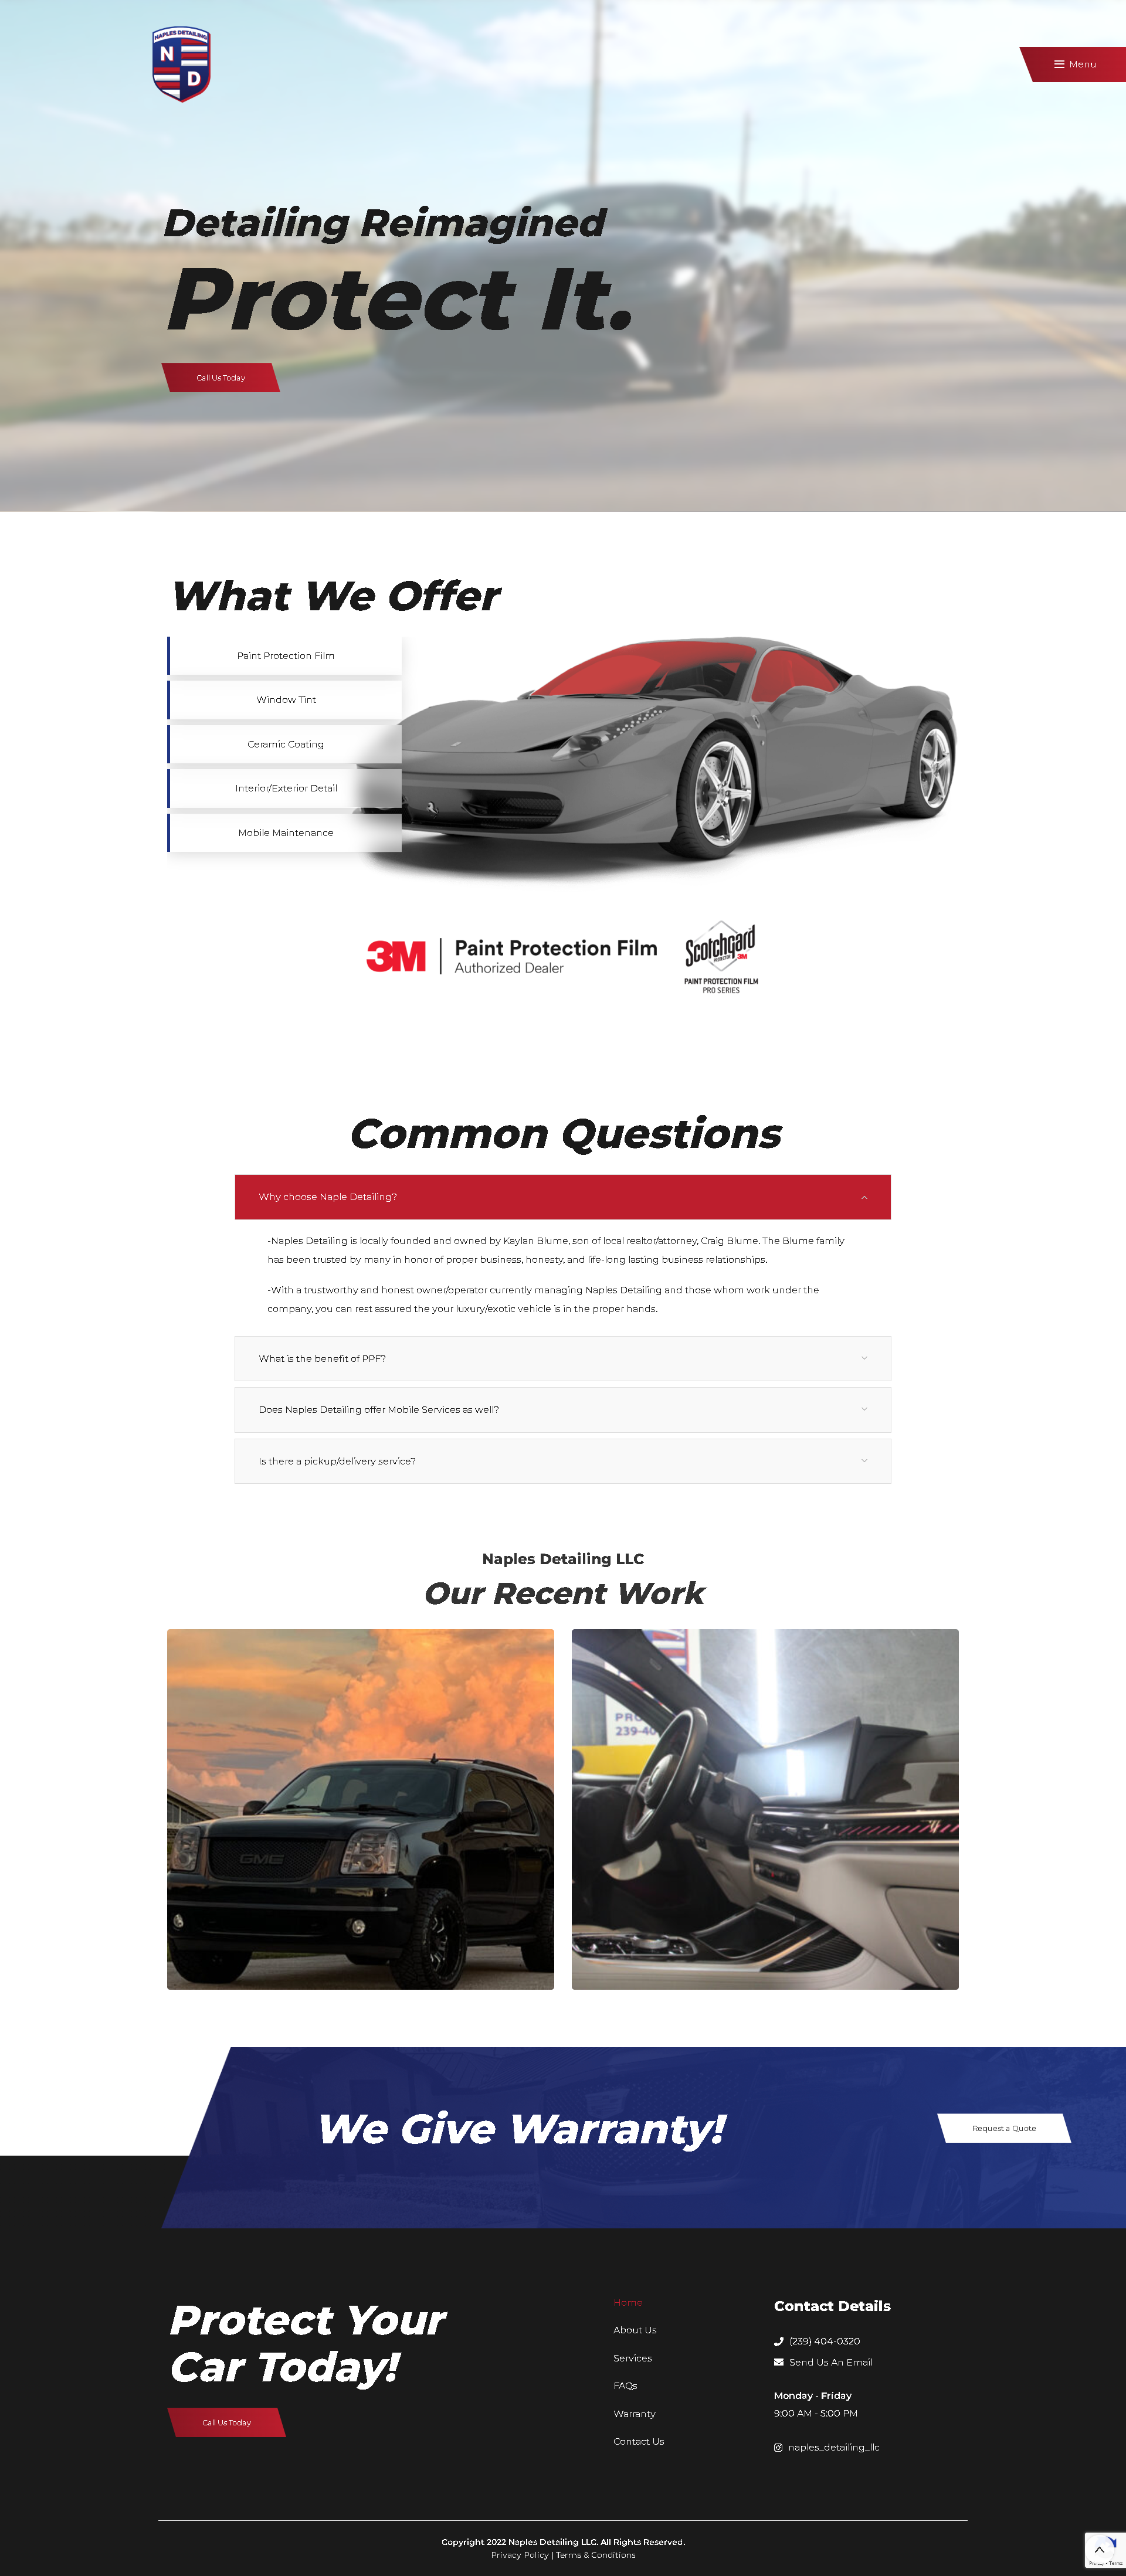 NAPLES DETAILING
N
D
Menu
Detailing Reimagined
Protect It.
Call Us Today
What We Offer
Paint Protection Film
Window Tint
Ceramic Coating
Interior/Exterior Detail
Mobile Maintenance
3M
Paint Protection Film
Authorized Dealer
Scotchgard
PROTECTOR 3M
PAINT PROTECTION FILM
PRO SERIES
Common Questions
Why choose Naple Detailing?
-Naples Detailing is locally founded and owned by Kaylan Blume, son of local realtor/attorney, Craig Blume. The Blume family
has been trusted by many in honor of proper business, honesty, and life-long lasting business relationships.
-With a trustworthy and honest owner/operator currently managing Naples Detailing and those whom work under the
company, you can rest assured the your luxury/exotic vehicle is in the proper hands.
What is the benefit of PPF?
Does Naples Detailing offer Mobile Services as well?
Is there a pickup/delivery service?
Naples Detailing LLC
Our Recent Work
GMC
PRO
239-40
We Give Warranty!
Request a Quote
Protect Your
Car Today!
Call Us Today
Home
About Us
Services
FAQs
Warranty
Contact Us
Contact Details
(239) 404-0320
Send Us An Email
Monday - Friday
9:00 AM - 5:00 PM
naples_detailing_llc
Copyright 2022 Naples Detailing LLC. All Rights Reserved.
Privacy Policy | Terms & Conditions
Privacy - Terms